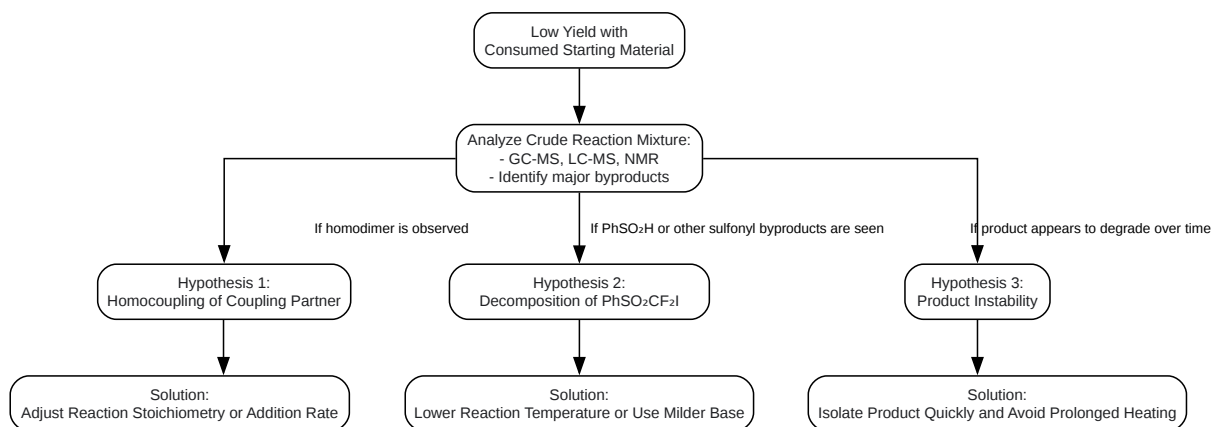 Low Yield with
Consumed Starting Material
Analyze Crude Reaction Mixture:
- GC-MS, LC-MS, NMR
- Identify major byproducts
If homodimer is observed
If PhSO₂H or other sulfonyl byproducts are seen
If product appears to degrade over time
Hypothesis 1:
Homocoupling of Coupling Partner
Hypothesis 2:
Decomposition of PhSO₂CF₂I
Hypothesis 3:
Product Instability
Solution:
Adjust Reaction Stoichiometry or Addition Rate
Solution:
Lower Reaction Temperature or Use Milder Base
Solution:
Isolate Product Quickly and Avoid Prolonged Heating